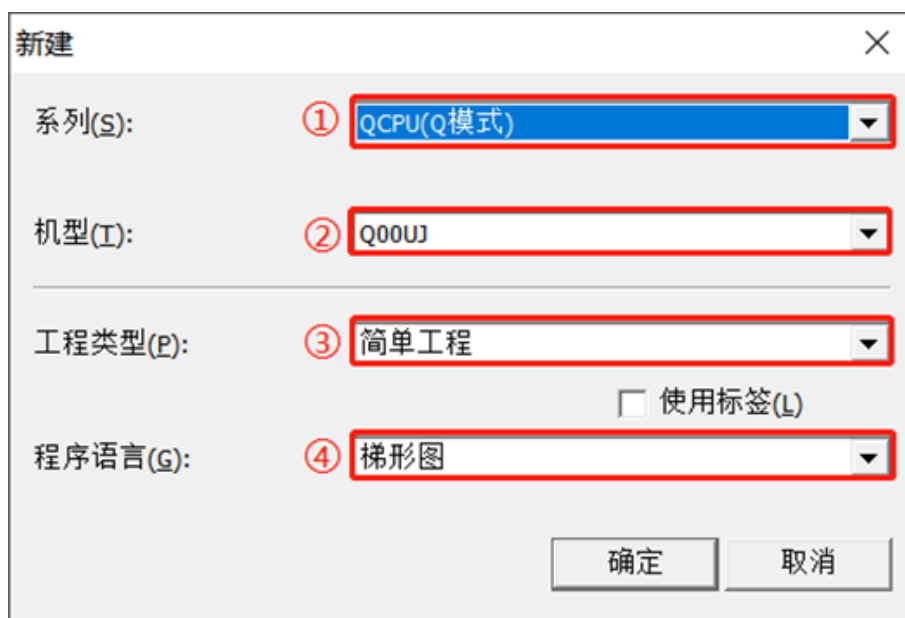 新建
系列(S): ① QCPU(Q模式)
机型(T): ② Q00UJ
工程类型(P): ③ 简单工程
使用标签(L)
程序语言(G): ④ 梯形图
确定 取消